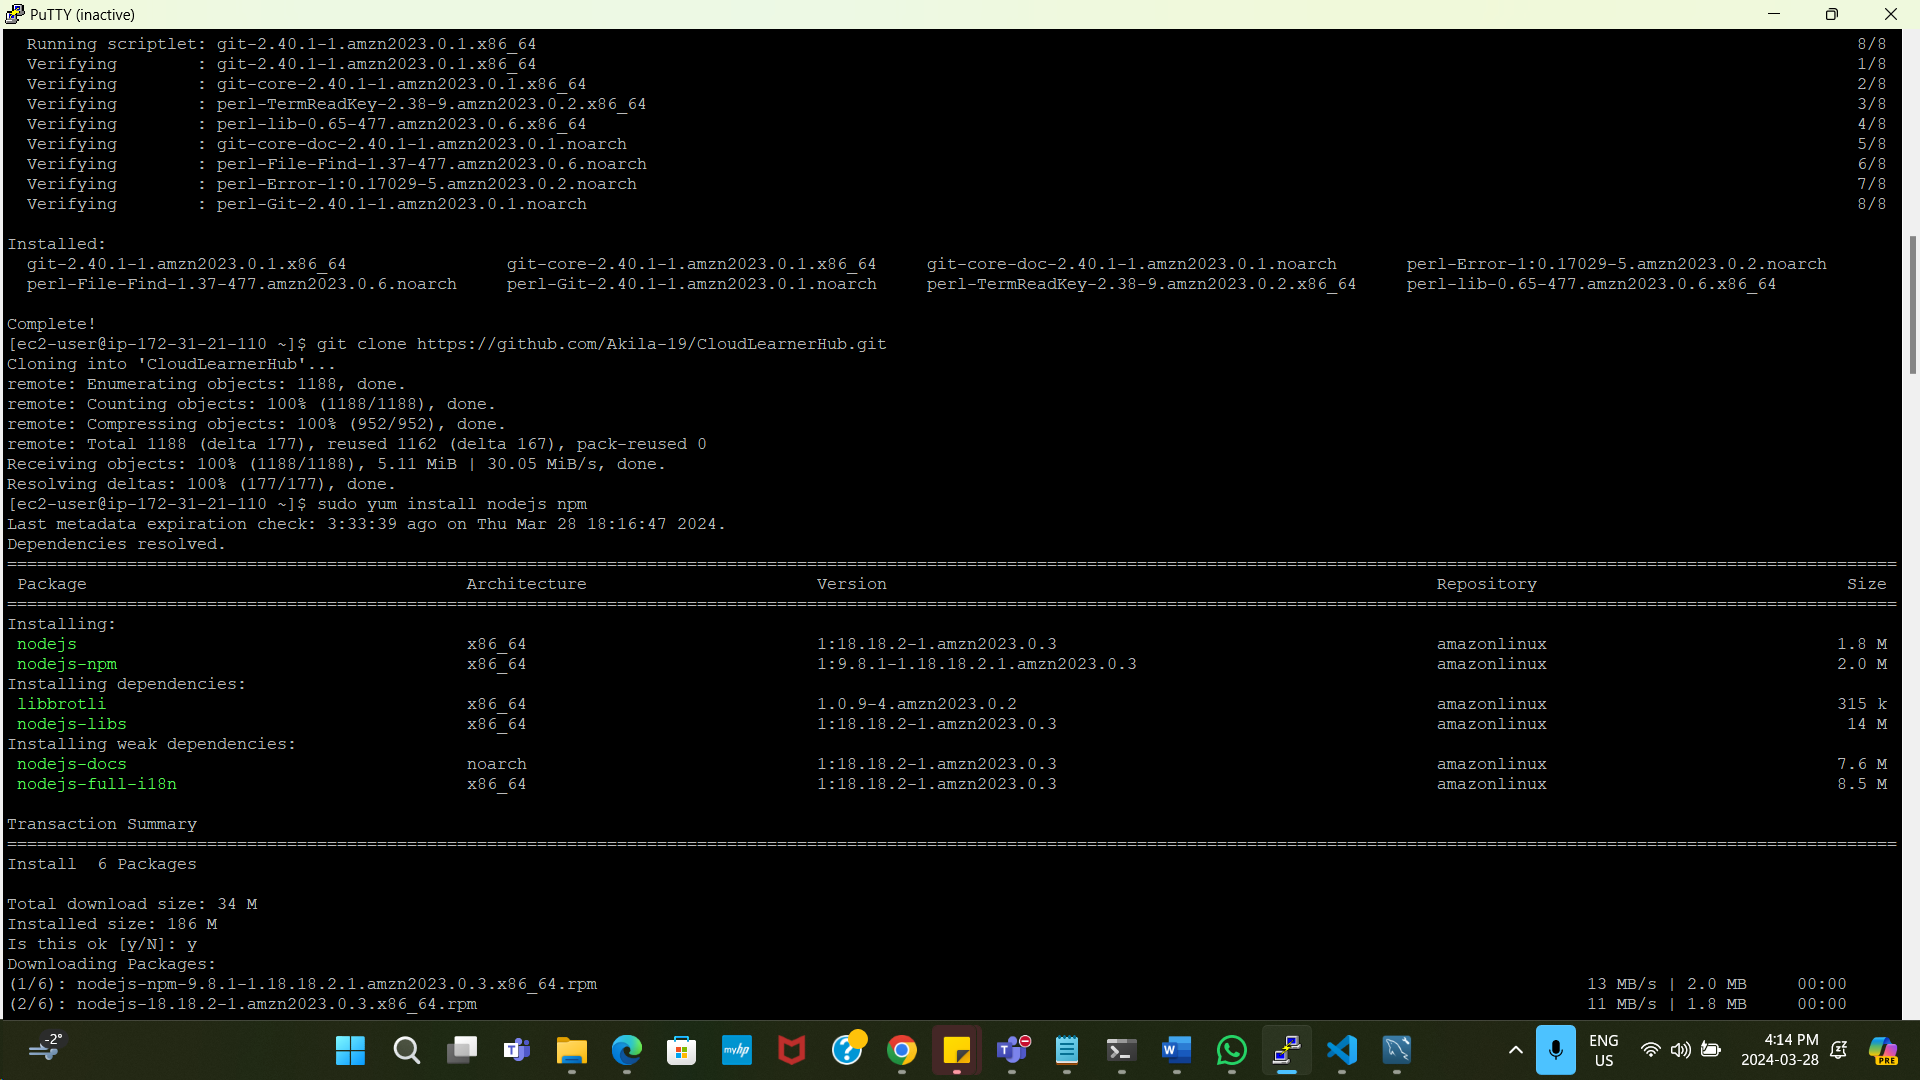 PuTTY (inactive)
Running scriptlet: git-2.40.1-1.amzn2023.0.1.x86_64 8/8
Verifying : git-2.40.1-1.amzn2023.0.1.x86_64 1/8
Verifying : git-core-2.40.1-1.amzn2023.0.1.x86_64 2/8
Verifying : perl-TermReadKey-2.38-9.amzn2023.0.2.x86_64 3/8
Verifying : perl-lib-0.65-477.amzn2023.0.6.x86_64 4/8
Verifying : git-core-doc-2.40.1-1.amzn2023.0.1.noarch 5/8
Verifying : perl-File-Find-1.37-477.amzn2023.0.6.noarch 6/8
Verifying : perl-Error-1:0.17029-5.amzn2023.0.2.noarch 7/8
Verifying : perl-Git-2.40.1-1.amzn2023.0.1.noarch 8/8
Installed:
git-2.40.1-1.amzn2023.0.1.x86_64 git-core-2.40.1-1.amzn2023.0.1.x86_64 git-core-doc-2.40.1-1.amzn2023.0.1.noarch perl-Error-1:0.17029-5.amzn2023.0.2.noarch
perl-File-Find-1.37-477.amzn2023.0.6.noarch perl-Git-2.40.1-1.amzn2023.0.1.noarch perl-TermReadKey-2.38-9.amzn2023.0.2.x86_64 perl-lib-0.65-477.amzn2023.0.6.x86_64
Complete!
[ec2-user@ip-172-31-21-110 ~]$ git clone https://github.com/Akila-19/CloudLearnerHub.git
Cloning into 'CloudLearnerHub'...
remote: Enumerating objects: 1188, done.
remote: Counting objects: 100% (1188/1188), done.
remote: Compressing objects: 100% (952/952), done.
remote: Total 1188 (delta 177), reused 1162 (delta 167), pack-reused 0
Receiving objects: 100% (1188/1188), 5.11 MiB | 30.05 MiB/s, done.
Resolving deltas: 100% (177/177), done.
[ec2-user@ip-172-31-21-110 ~]$ sudo yum install nodejs npm
Last metadata expiration check: 3:33:39 ago on Thu Mar 28 18:16:47 2024.
Dependencies resolved.
Package Architecture Version Repository Size
Installing:
nodejs x86_64 1:18.18.2-1.amzn2023.0.3 amazonlinux 1.8 M
nodejs-npm x86_64 1:9.8.1-1.18.18.2.1.amzn2023.0.3 amazonlinux 2.0 M
Installing dependencies:
libbrotli x86_64 1.0.9-4.amzn2023.0.2 amazonlinux 315 k
nodejs-libs x86_64 1:18.18.2-1.amzn2023.0.3 amazonlinux 14 M
Installing weak dependencies:
nodejs-docs noarch 1:18.18.2-1.amzn2023.0.3 amazonlinux 7.6 M
nodejs-full-i18n x86_64 1:18.18.2-1.amzn2023.0.3 amazonlinux 8.5 M
Transaction Summary
Install 6 Packages
Total download size: 34 M
Installed size: 186 M
Is this ok [y/N]: y
Downloading Packages:
(1/6): nodejs-npm-9.8.1-1.18.18.2.1.amzn2023.0.3.x86_64.rpm 13 MB/s | 2.0 MB 00:00
(2/6): nodejs-18.18.2-1.amzn2023.0.3.x86_64.rpm 11 MB/s | 1.8 MB 00:00
-2°
myhp
ENG
US
4:14 PM
2024-03-28
PRE